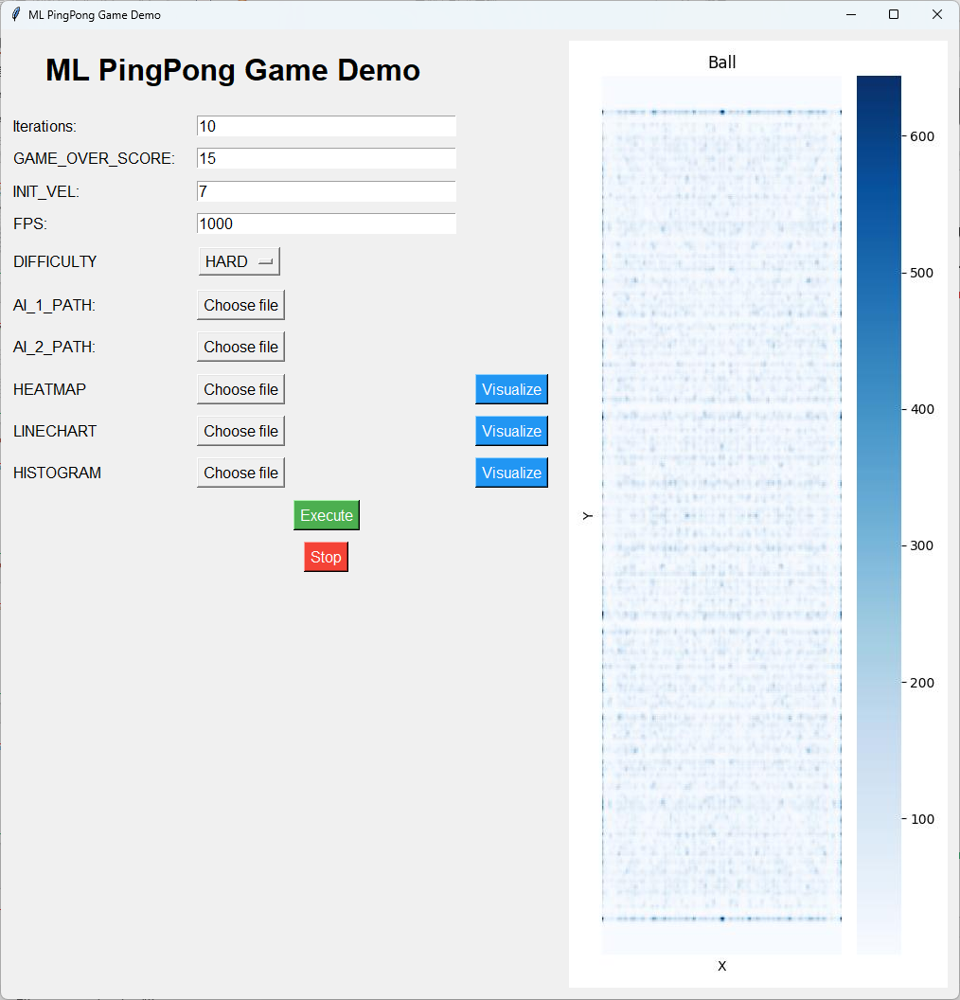 ML PingPong Game Demo
ML PingPong Game Demo
Iterations: 10
GAME_OVER_SCORE: 15
INIT_VEL: 7
FPS: 1000
DIFFICULTY HARD
AI_1_PATH: Choose file
AI_2_PATH: Choose file
HEATMAP Choose file Visualize
LINECHART Choose file Visualize
HISTOGRAM Choose file Visualize
Execute
Stop
Ball
Y
X
600
500
400
300
200
100